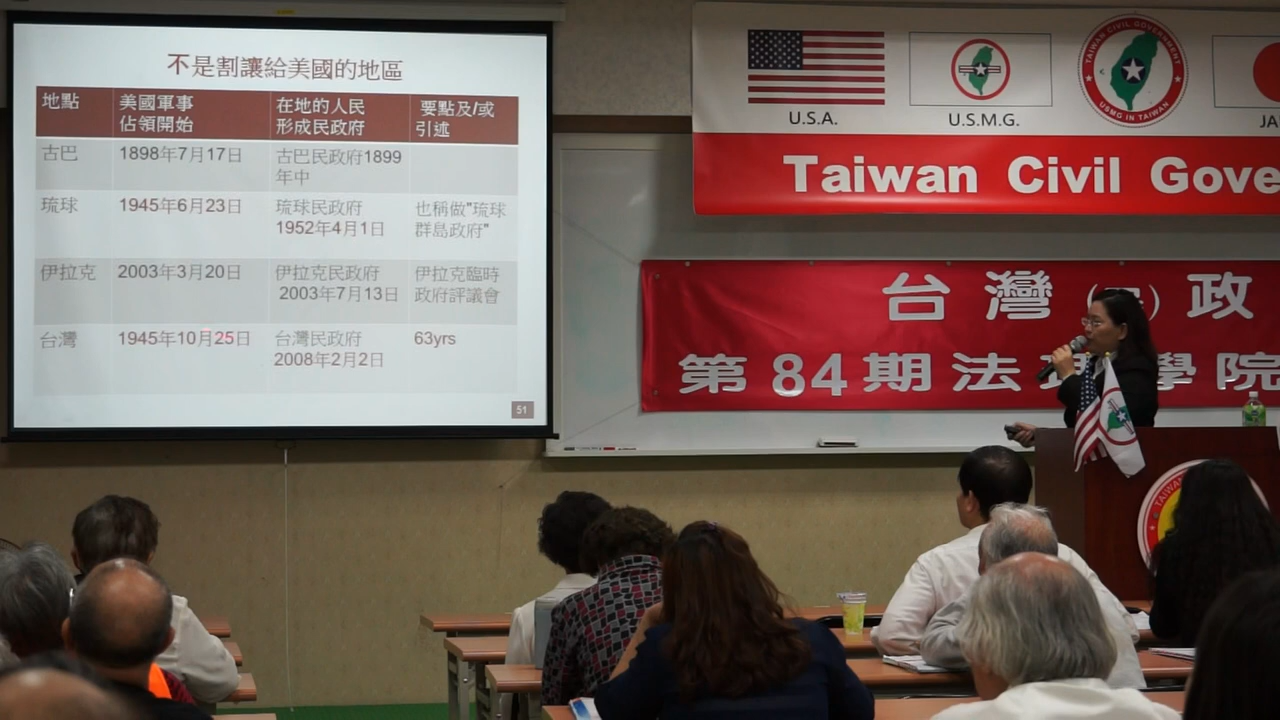 不是割讓給美國的地區
地點 美國軍事佔領開始 在地的人民形成民政府 要點及/或引述
古巴 1898年7月17日 古巴民政府1899年中
琉球 1945年6月23日 琉球民政府1952年4月1日 也稱做"琉球群島政府"
伊拉克 2003年3月20日 伊拉克民政府2003年7月13日 伊拉克臨時政府評議會
台灣 1945年10月25日 台灣民政府2008年2月2日 63yrs
51
U.S.A.
U.S.M.G.
TAIWAN CIVIL GOVERNMENT
USMG IN TAIWAN
JA
Taiwan Civil Gove
台灣 政
第84期法理學院
TAIWAN